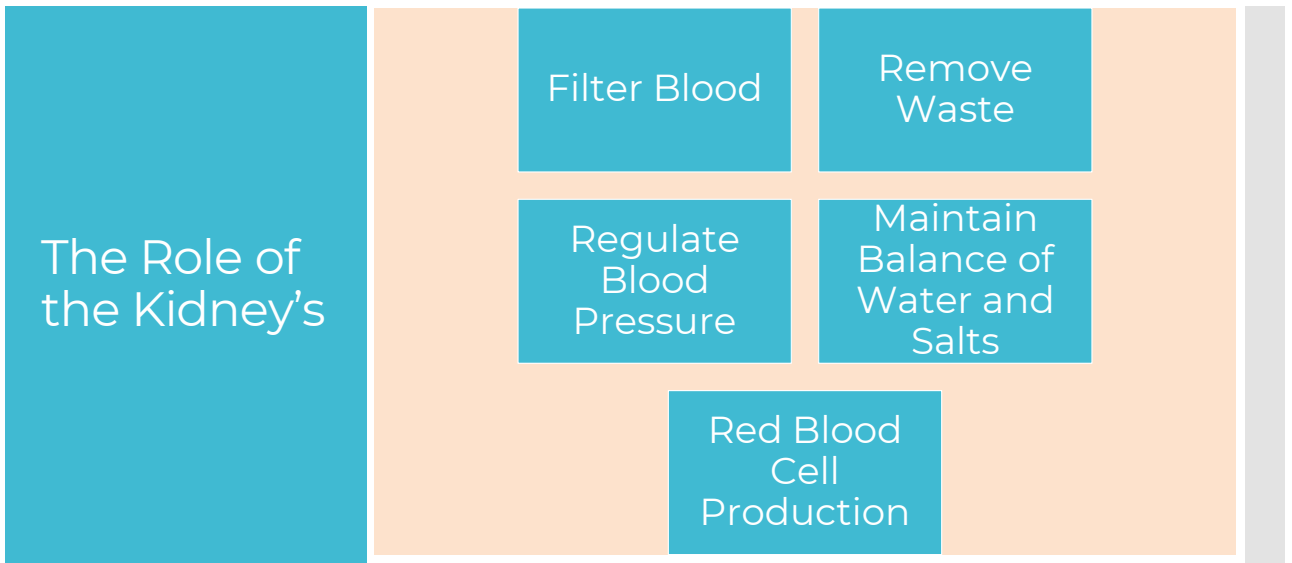 The Role of
the Kidney’s
Filter Blood
Remove
Waste
Regulate
Blood
Pressure
Maintain
Balance of
Water and
Salts
Red Blood
Cell
Production